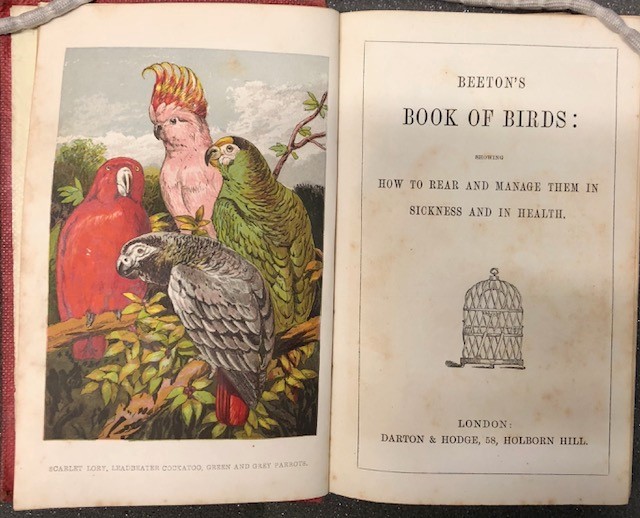 SCARLET LORY, LEADBEATER COCKATOO, GREEN AND GREY PARROTS.
BEETON'S
BOOK OF BIRDS:
SHOWING
HOW TO REAR AND MANAGE THEM IN
SICKNESS AND IN HEALTH.
LONDON:
DARTON & HODGE, 58, HOLBORN HILL.